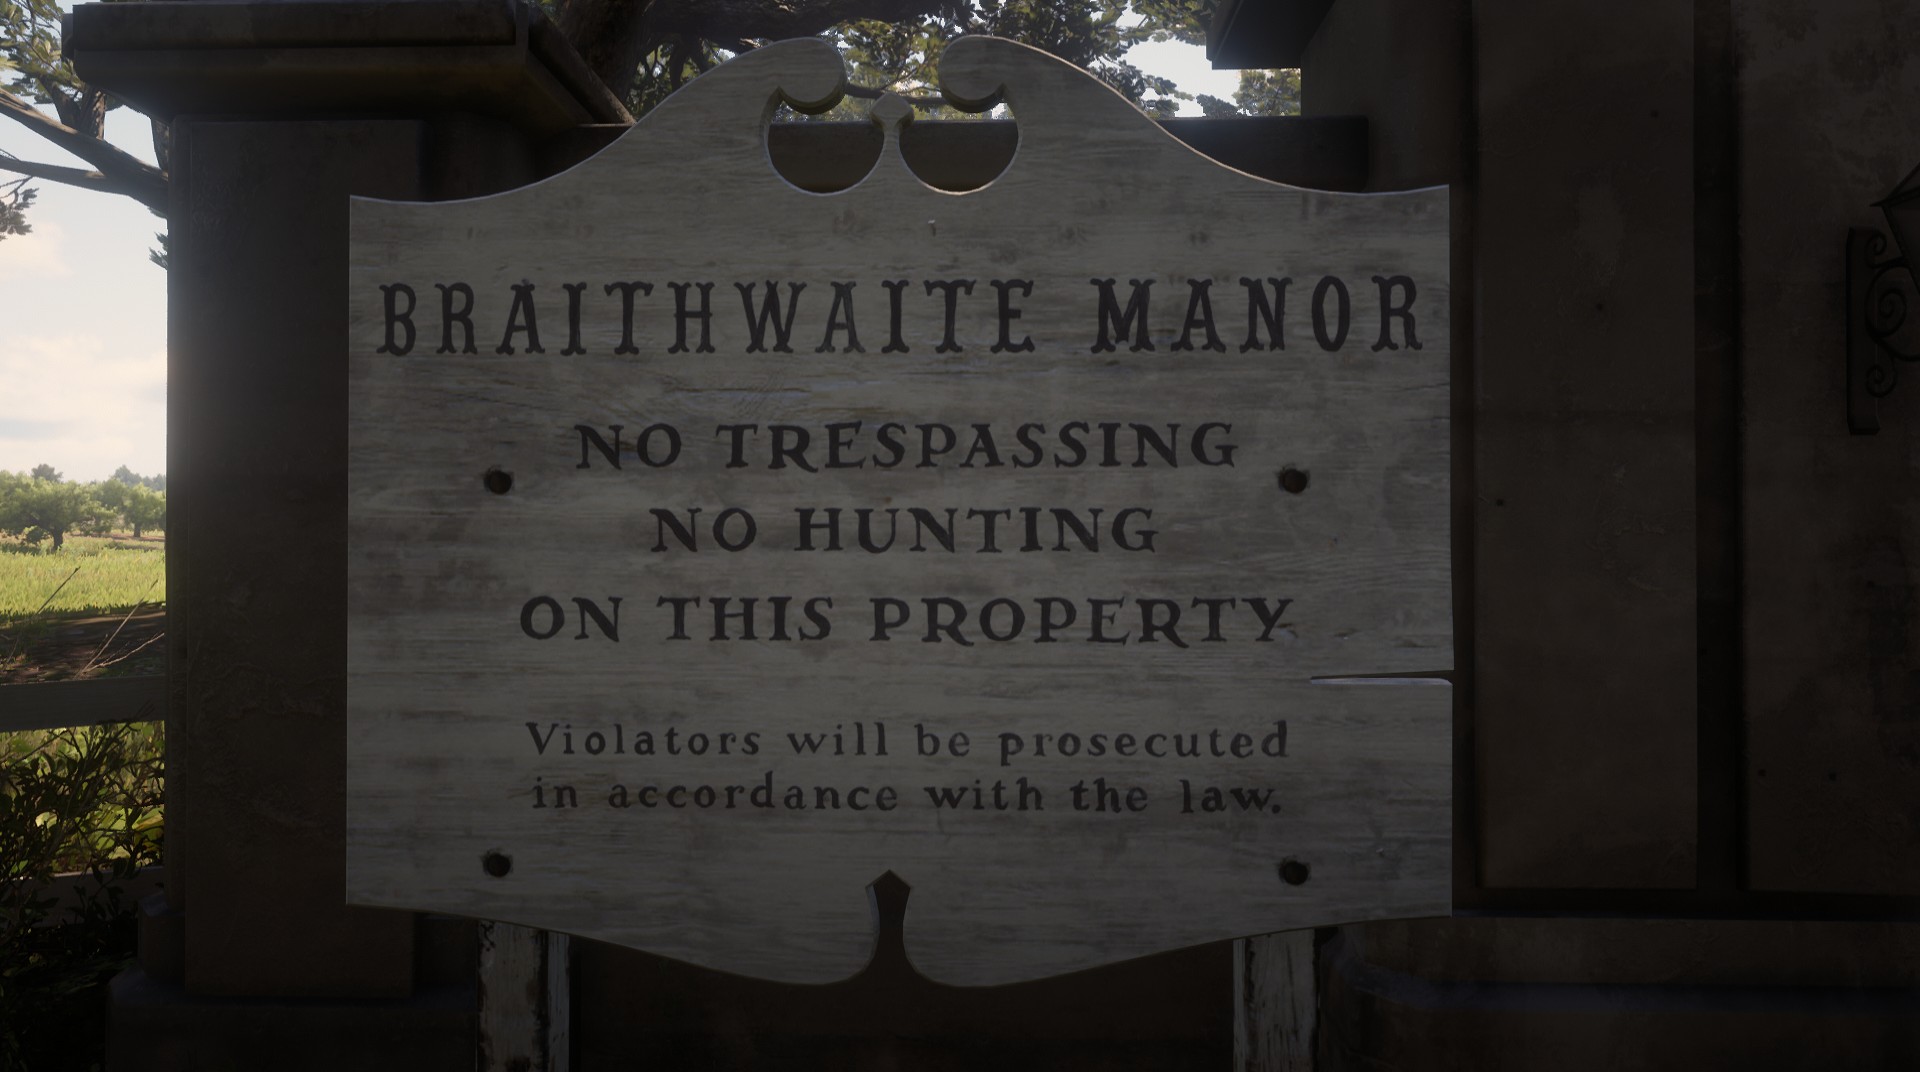 BRAITHWAITE MANOR
NO TRESPASSING
NO HUNTING
ON THIS PROPERTY
Violators will be prosecuted
in accordance with the law.